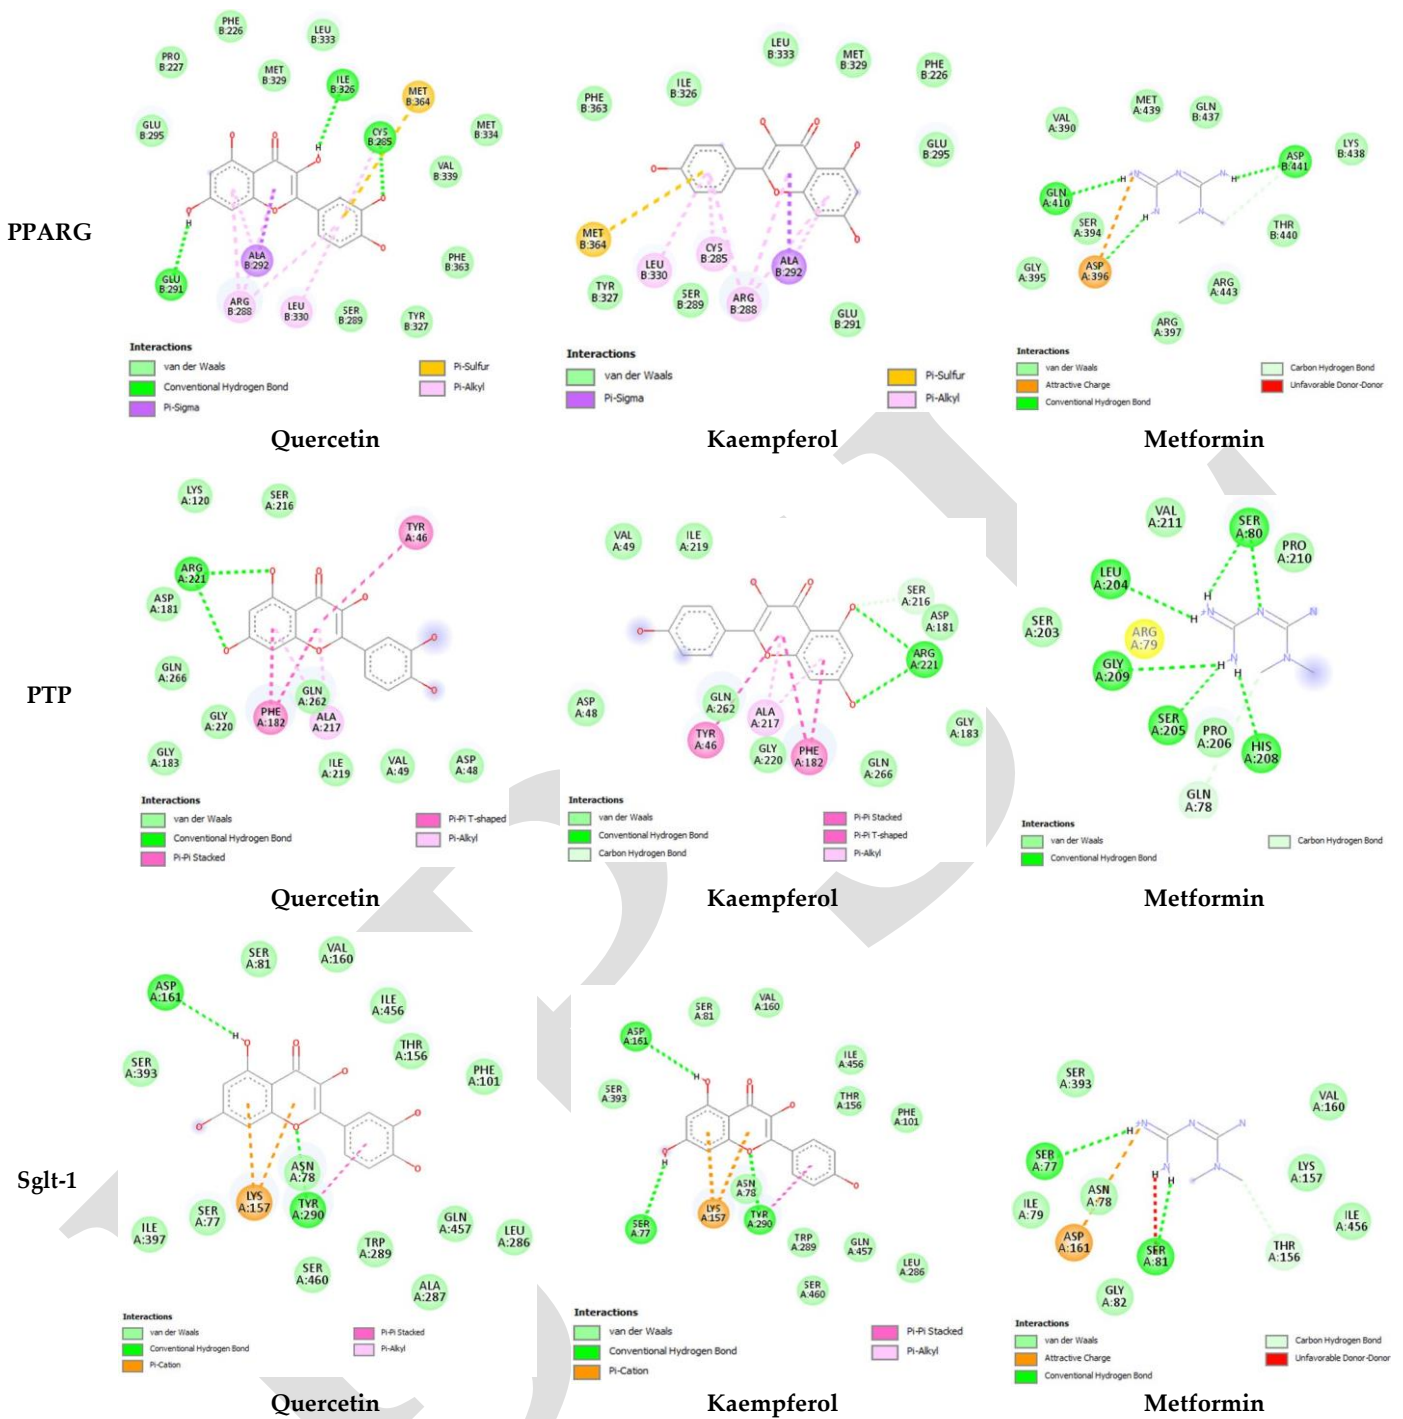 PPARG
PHE
B:226
LEU
B:333
PRO
B:227
MET
B:329
ILE
B:326
MET
B:364
GLU
B:295
CYS
B:285
MET
B:334
VAL
B:339
PHE
B:363
ALA
B:292
GLU
B:291
ARG
B:288
LEU
B:330
SER
B:289
TYR
B:327
O
O
O
H
O
O
O
O
H
Interactions
van der Waals
Conventional Hydrogen Bond
Pi-Sigma
Pi-Sulfur
Pi-Alkyl
Quercetin
LEU
B:333
MET
B:329
PHE
B:226
ILE
B:326
PHE
B:363
GLU
B:295
MET
B:364
LEU
B:330
CYS
B:285
ALA
B:292
TYR
B:327
SER
B:289
ARG
B:288
GLU
B:291
O
O
O
O
O
O
Interactions
van der Waals
Pi-Sigma
Pi-Sulfur
Pi-Alkyl
Kaempferol
VAL
A:390
MET
A:439
GLN
B:437
ASP
B:441
LYS
B:438
GLN
A:410
SER
A:394
THR
B:440
GLY
A:395
ASP
A:396
ARG
A:443
ARG
A:397
H
N
N
N
H
H
N
N
Interactions
van der Waals
Attractive Charge
Conventional Hydrogen Bond
Carbon Hydrogen Bond
Unfavorable Donor-Donor
Metformin
PTP
LYS
A:120
SER
A:216
TYR
A:46
ARG
A:221
ASP
A:181
GLN
A:266
GLN
A:262
GLY
A:220
PHE
A:182
ALA
A:217
GLY
A:183
ILE
A:219
VAL
A:49
ASP
A:48
O
O
O
O
O
O
O
Interactions
van der Waals
Conventional Hydrogen Bond
Pi-Pi Stacked
Pi-Pi T-shaped
Pi-Alkyl
Quercetin
VAL
A:49
ILE
A:219
SER
A:216
ASP
A:181
ARG
A:221
ASP
A:48
GLN
A:262
ALA
A:217
TYR
A:46
GLY
A:220
PHE
A:182
GLN
A:266
GLY
A:183
O
O
O
O
O
O
Interactions
van der Waals
Conventional Hydrogen Bond
Carbon Hydrogen Bond
Pi-Pi Stacked
Pi-Pi T-shaped
Pi-Alkyl
Kaempferol
VAL
A:211
SER
A:80
PRO
A:210
LEU
A:204
SER
A:203
ARG
A:79
GLY
A:209
SER
A:205
PRO
A:206
HIS
A:208
GLN
A:78
H
N
H
N
N
N
H
H
N
Interactions
van der Waals
Conventional Hydrogen Bond
Carbon Hydrogen Bond
Metformin
Sglt-1
SER
A:81
VAL
A:160
ASP
A:161
ILE
A:456
THR
A:156
PHE
A:101
SER
A:393
ASN
A:78
LYS
A:157
TYR
A:290
SER
A:77
ILE
A:397
GLN
A:457
LEU
A:286
TRP
A:289
SER
A:460
ALA
A:287
H
O
O
O
O
O
O
O
Interactions
van der Waals
Conventional Hydrogen Bond
Pi-Cation
Pi-Pi Stacked
Pi-Alkyl
Quercetin
SER
A:81
VAL
A:160
ASP
A:161
ILE
A:456
SER
A:393
THR
A:156
PHE
A:101
ASN
A:78
LYS
A:157
TYR
A:290
SER
A:77
TRP
A:289
GLN
A:457
LEU
A:286
SER
A:460
H
O
O
O
O
H
O
O
Interactions
van der Waals
Conventional Hydrogen Bond
Pi-Cation
Pi-Pi Stacked
Pi-Alkyl
Kaempferol
SER
A:393
VAL
A:160
SER
A:77
LYS
A:157
ASN
A:78
ILE
A:79
ILE
A:456
ASP
A:161
SER
A:81
THR
A:156
GLY
A:82
H
N
N
N
N
H
H
N
Interactions
van der Waals
Attractive Charge
Conventional Hydrogen Bond
Carbon Hydrogen Bond
Unfavorable Donor-Donor
Metformin